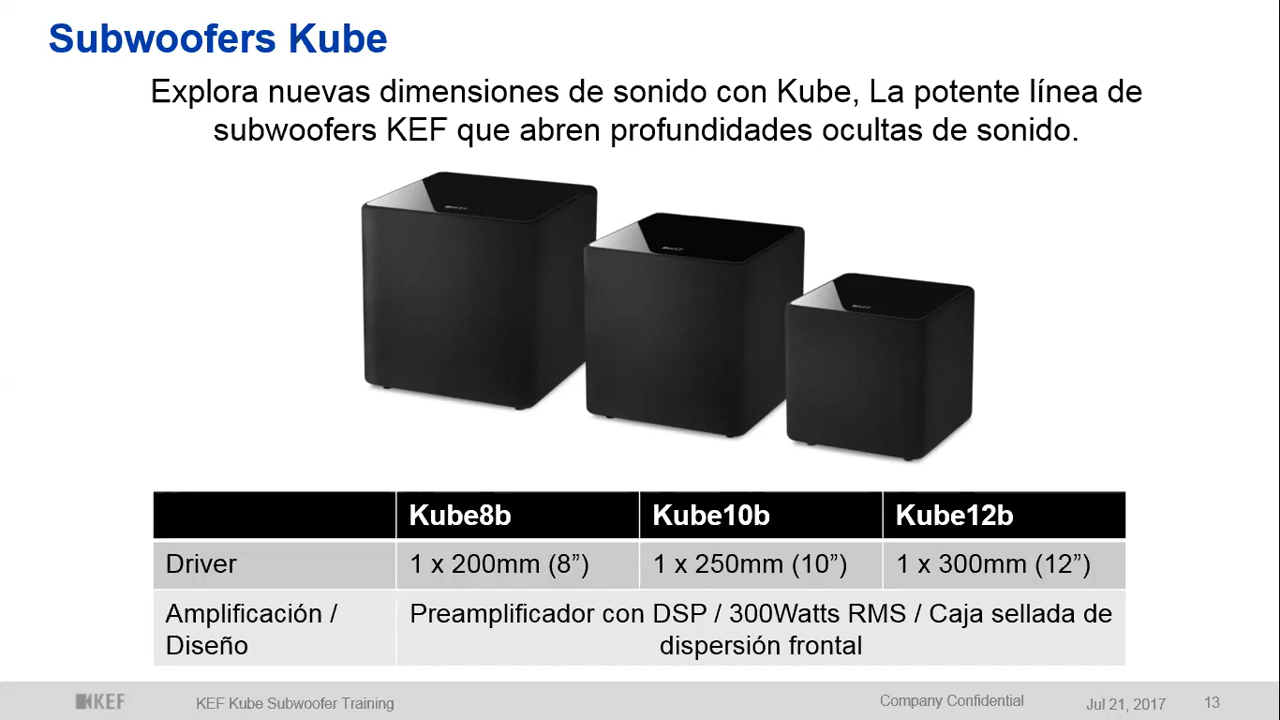 Subwoofers Kube
Explora nuevas dimensiones de sonido con Kube, La potente línea de
subwoofers KEF que abren profundidades ocultas de sonido.
KEF
KEF
KEF
Kube8b Kube10b Kube12b
Driver 1 x 200mm (8”) 1 x 250mm (10”) 1 x 300mm (12”)
Amplificación / Preamplificador con DSP / 300Watts RMS / Caja sellada de
Diseño dispersión frontal
KEF KEF Kube Subwoofer Training Company Confidential Jul 21, 2017 13